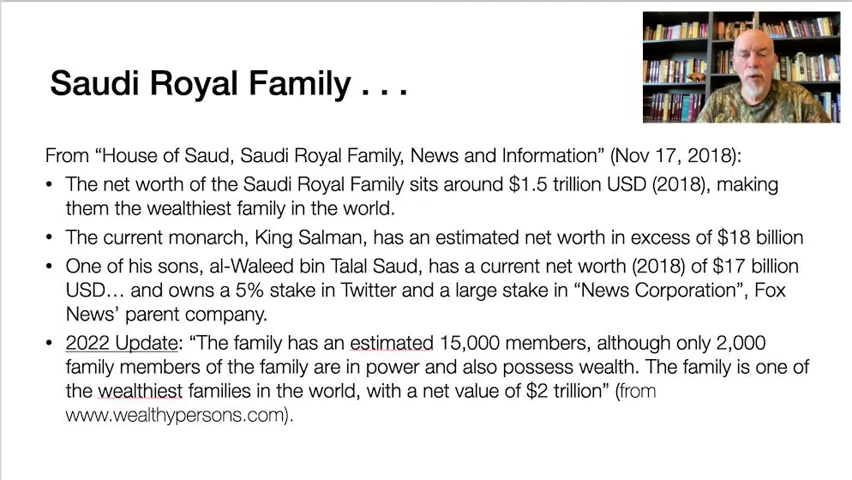 Saudi Royal Family . . .
From “House of Saud, Saudi Royal Family, News and Information” (Nov 17, 2018):
• The net worth of the Saudi Royal Family sits around $1.5 trillion USD (2018), making
them the wealthiest family in the world.
• The current monarch, King Salman, has an estimated net worth in excess of $18 billion
• One of his sons, al-Waleed bin Talal Saud, has a current net worth (2018) of $17 billion
USD… and owns a 5% stake in Twitter and a large stake in “News Corporation”, Fox
News’ parent company.
• 2022 Update: “The family has an estimated 15,000 members, although only 2,000
family members of the family are in power and also possess wealth. The family is one of
the wealthiest families in the world, with a net value of $2 trillion” (from
www.wealthypersons.com).